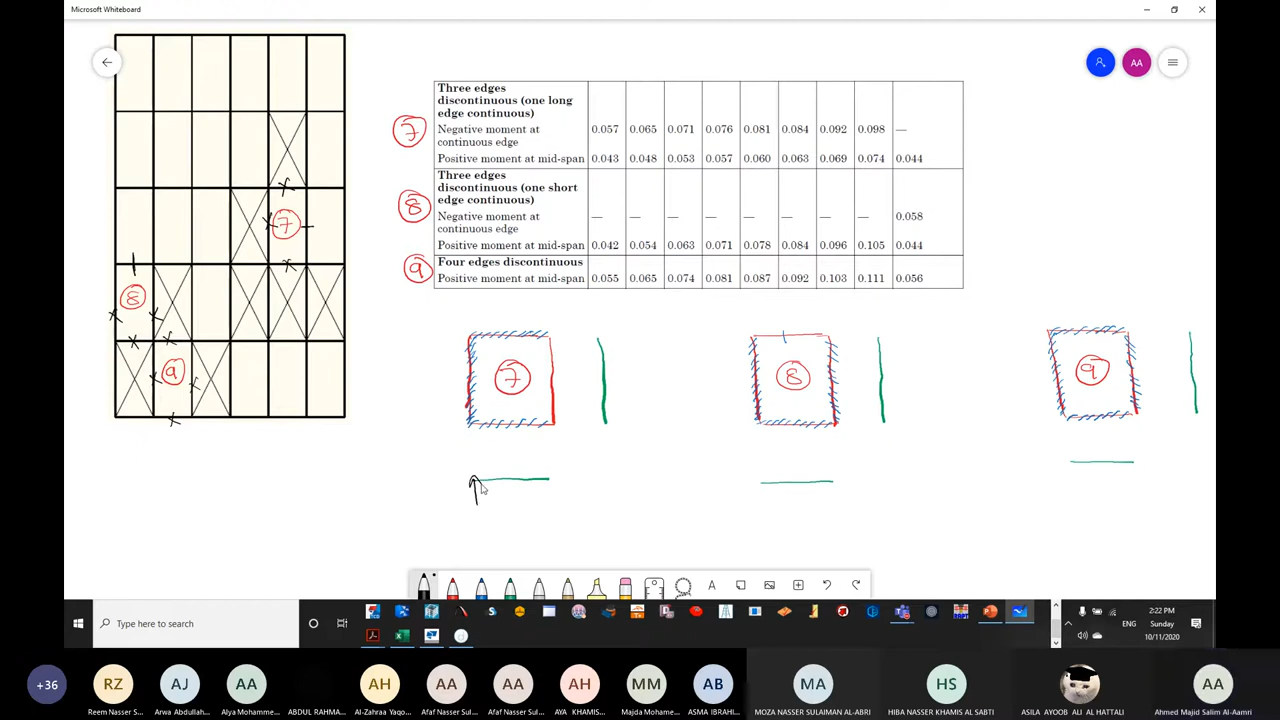 Microsoft Whiteboard
AA
Three edges
discontinuous (one long
edge continuous)
Negative moment at 0.057 0.065 0.071 0.076 0.081 0.084 0.092 0.098 —
continuous edge
Positive moment at mid-span 0.043 0.048 0.053 0.057 0.060 0.063 0.069 0.074 0.044
7
Three edges
discontinuous (one short
edge continuous)
Negative moment at — — — — — — — — 0.058
continuous edge
Positive moment at mid-span 0.042 0.054 0.063 0.071 0.078 0.084 0.096 0.105 0.044
8
Four edges discontinuous
Positive moment at mid-span 0.055 0.065 0.074 0.081 0.087 0.092 0.103 0.111 0.056
9
7
8
9
7
8
9
A
Type here to search
ENG
2:22 PM
Sunday
10/11/2020
+36
RZ
AJ
AA
AH
AA
AA
AH
MM
AB
MA
HS
AA
Reem Nasser S...
Arwa Abdullah...
Alya Mohamme...
ABDUL RAHMA...
Al-Zahraa Yaqo...
Afaf Nasser Sul...
Afaf Nasser Sul...
AYA KHAMIS...
Majda Mohame...
ASMA IBRAHI...
MOZA NASSER SULAIMAN AL-ABRI
HIBA NASSER KHAMIS AL SABTI
ASILA AYOOB ALI AL HATTALI
Ahmed Majid Salim Al-Aamri